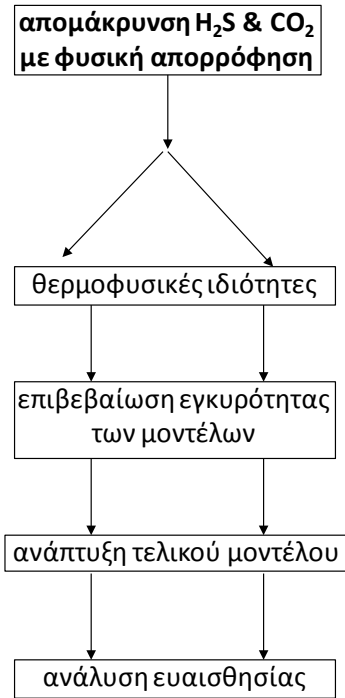 απομάκρυνση H₂S & CO₂
με φυσική απορρόφηση
θερμοφυσικές ιδιότητες
επιβεβαίωση εγκυρότητας
των μοντέλων
ανάπτυξη τελικού μοντέλου
ανάλυση ευαισθησίας